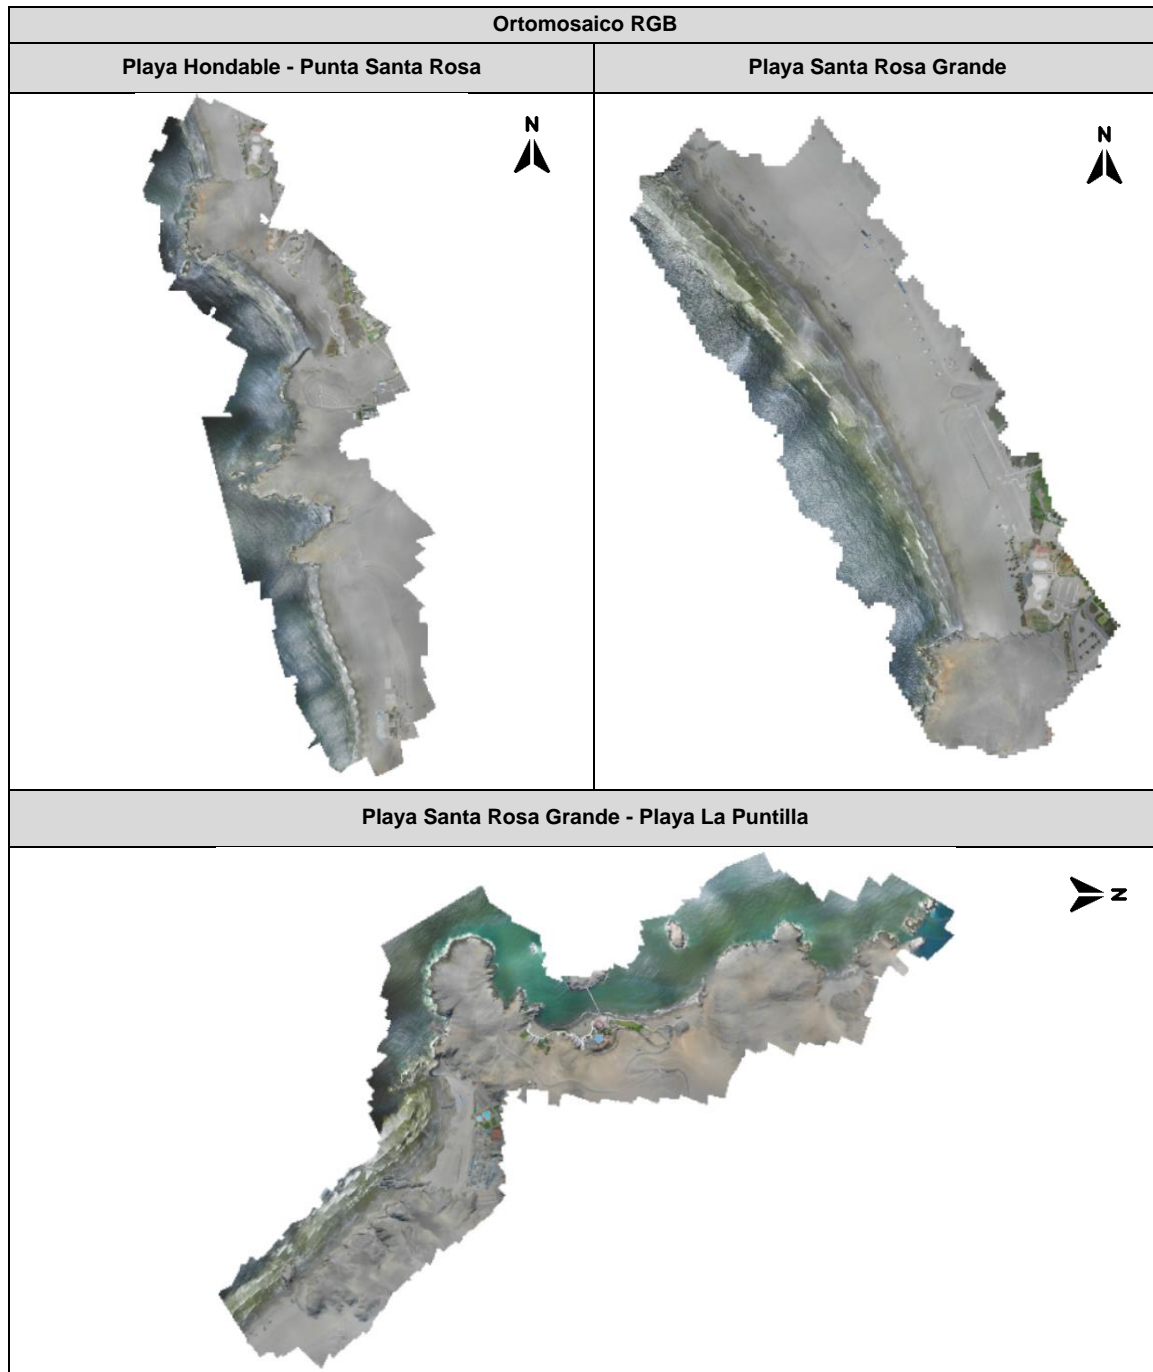 Ortomosaico RGB
Playa Hondable - Punta Santa Rosa
Playa Santa Rosa Grande
N
N
Playa Santa Rosa Grande - Playa La Puntilla
N